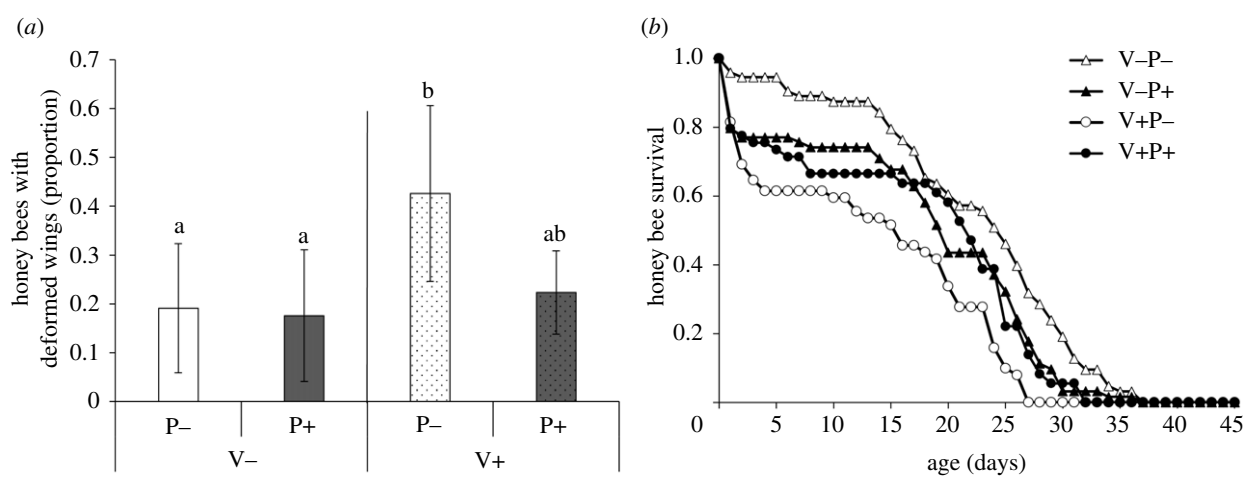 (a)
honey bees with
deformed wings (proportion)
0.7
0.6
0.5
0.4
0.3
0.2
0.1
0
a
a
b
ab
P–
P+
P–
P+
V–
V+
(b)
honey bee survival
1.0
0.8
0.6
0.4
0.2
0
5
10
15
20
25
30
35
40
45
age (days)
V–P–
V–P+
V+P–
V+P+